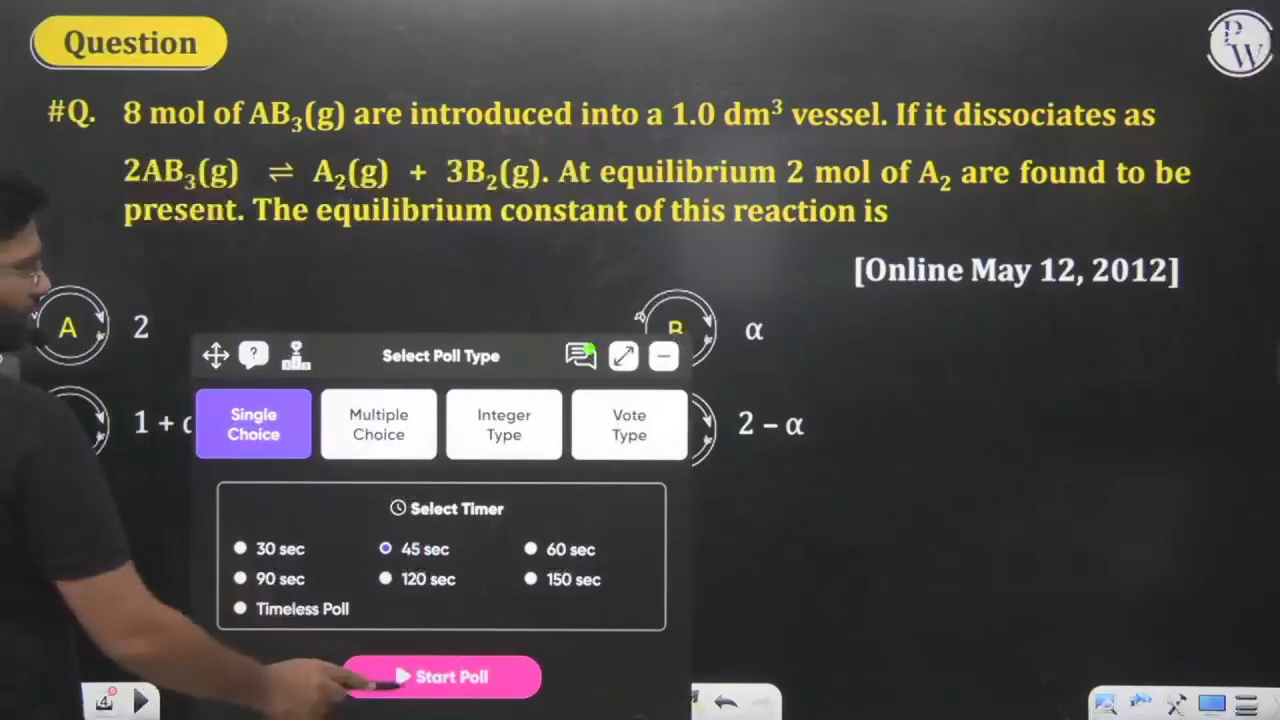 Question
PW
#Q. 8 mol of AB₃(g) are introduced into a 1.0 dm³ vessel. If it dissociates as
2AB₃(g) ⇌ A₂(g) + 3B₂(g). At equilibrium 2 mol of A₂ are found to be
present. The equilibrium constant of this reaction is
[Online May 12, 2012]
A 2
B α
1 +
2 − α
?
Select Poll Type
Single Choice
Multiple Choice
Integer Type
Vote Type
Select Timer
30 sec 45 sec 60 sec
90 sec 120 sec 150 sec
Timeless Poll
Start Poll
4